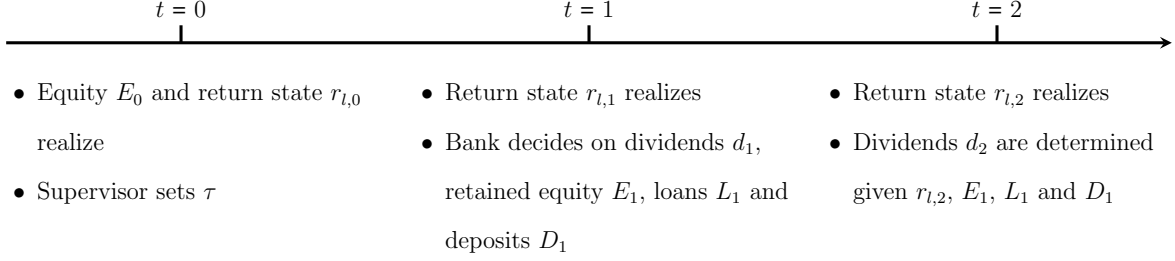 t = 0
t = 1
t = 2
• Equity E_0 and return state r_{l,0}
realize
• Supervisor sets τ
• Return state r_{l,1} realizes
• Bank decides on dividends d_1,
retained equity E_1, loans L_1 and
deposits D_1
• Return state r_{l,2} realizes
• Dividends d_2 are determined
given r_{l,2}, E_1, L_1 and D_1